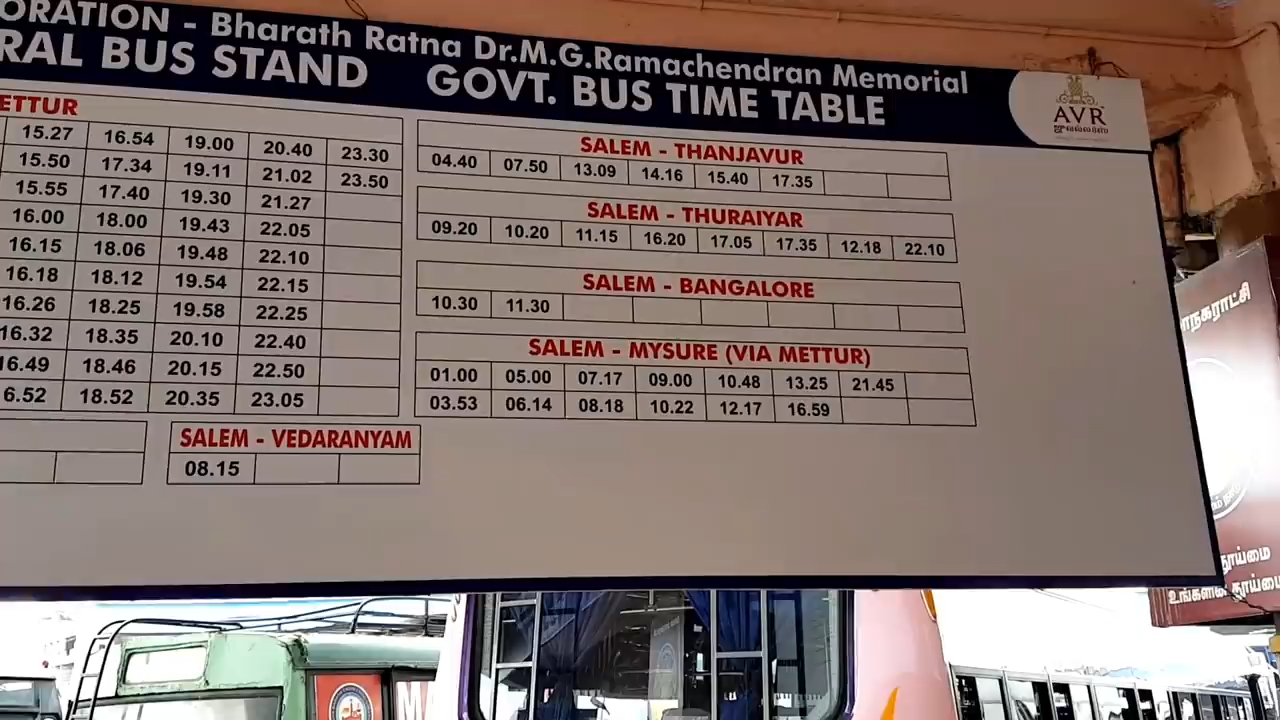 ORATION - Bharath Ratna Dr.M.G.Ramachendran Memorial
RAL BUS STAND GOVT. BUS TIME TABLE
AVR
ஜுவல்லரிஸ்
ETTUR
15.27 16.54 19.00 20.40 23.30
15.50 17.34 19.11 21.02 23.50
15.55 17.40 19.30 21.27
16.00 18.00 19.43 22.05
16.15 18.06 19.48 22.10
16.18 18.12 19.54 22.15
16.26 18.25 19.58 22.25
16.32 18.35 20.10 22.40
16.49 18.46 20.15 22.50
6.52 18.52 20.35 23.05
SALEM - VEDARANYAM
08.15
SALEM - THANJAVUR
04.40 07.50 13.09 14.16 15.40 17.35
SALEM - THURAIYAR
09.20 10.20 11.15 16.20 17.05 17.35 12.18 22.10
SALEM - BANGALORE
10.30 11.30
SALEM - MYSURE (VIA METTUR)
01.00 05.00 07.17 09.00 10.48 13.25 21.45
03.53 06.14 08.18 10.22 12.17 16.59
ாநகராட்சி
தூய்மை